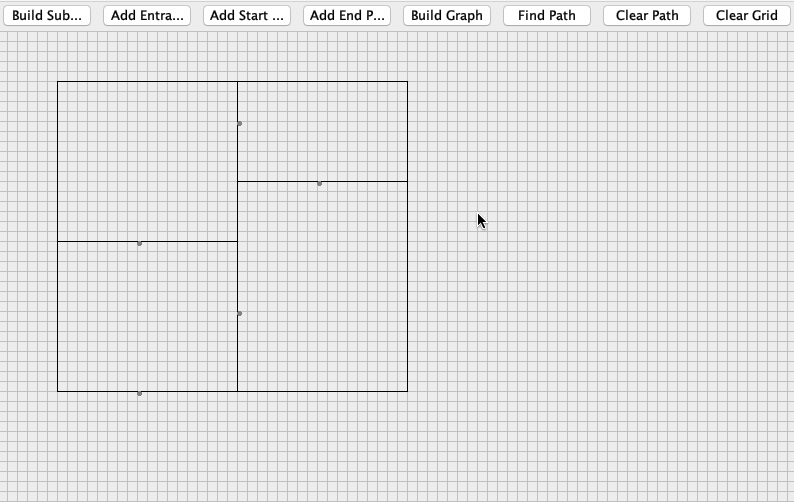 Build Sub...
Add Entra...
Add Start ...
Add End P...
Build Graph
Find Path
Clear Path
Clear Grid